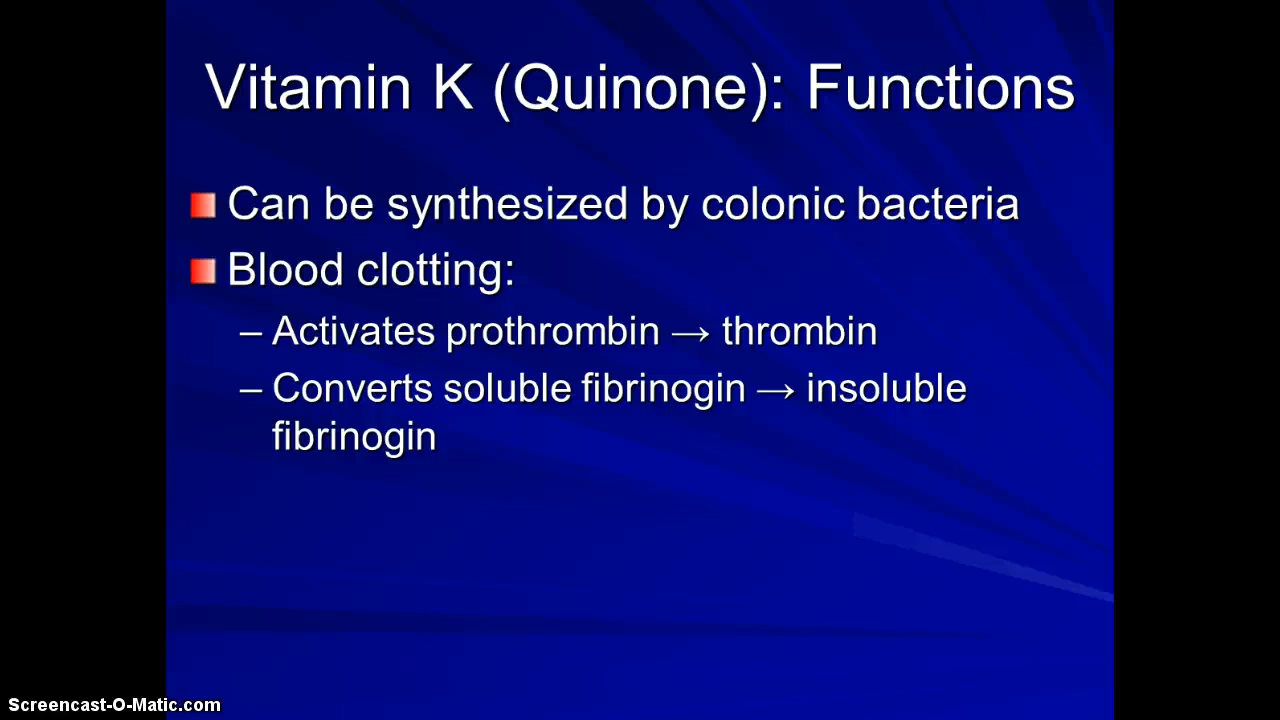 Vitamin K (Quinone): Functions
Can be synthesized by colonic bacteria
Blood clotting:
– Activates prothrombin → thrombin
– Converts soluble fibrinogin → insoluble
fibrinogin
Screencast-O-Matic.com